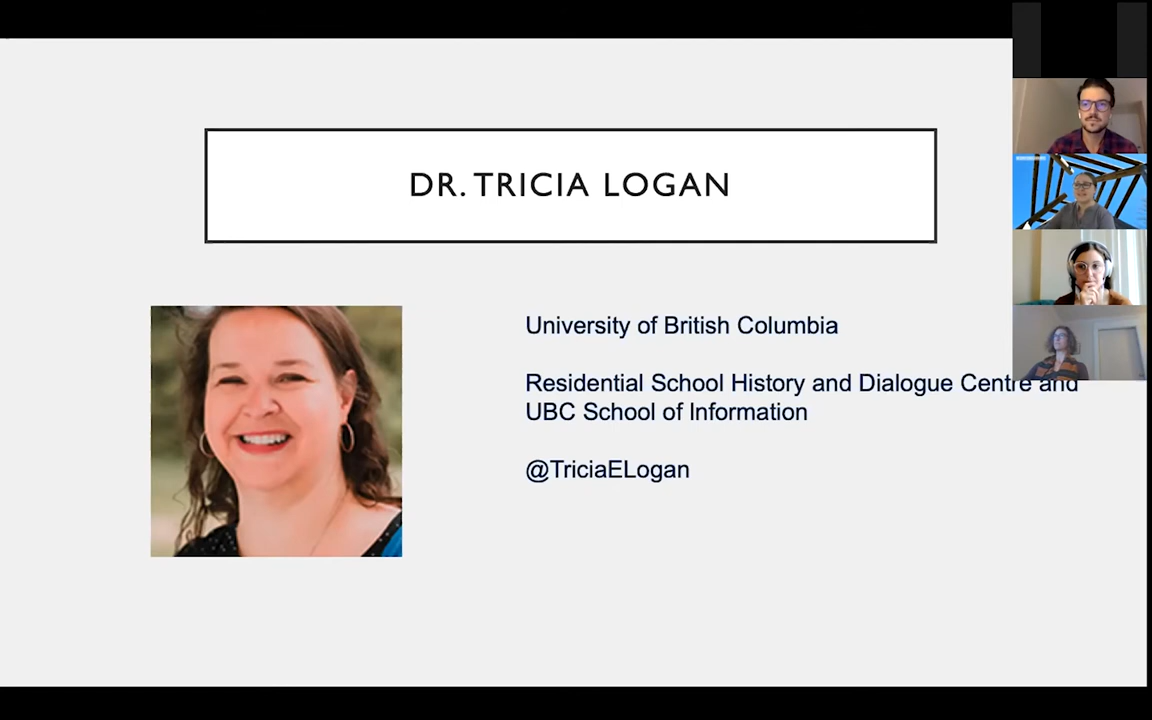 DR. TRICIA LOGAN
University of British Columbia
Residential School History and Dialogue Centre and
UBC School of Information
@TriciaELogan